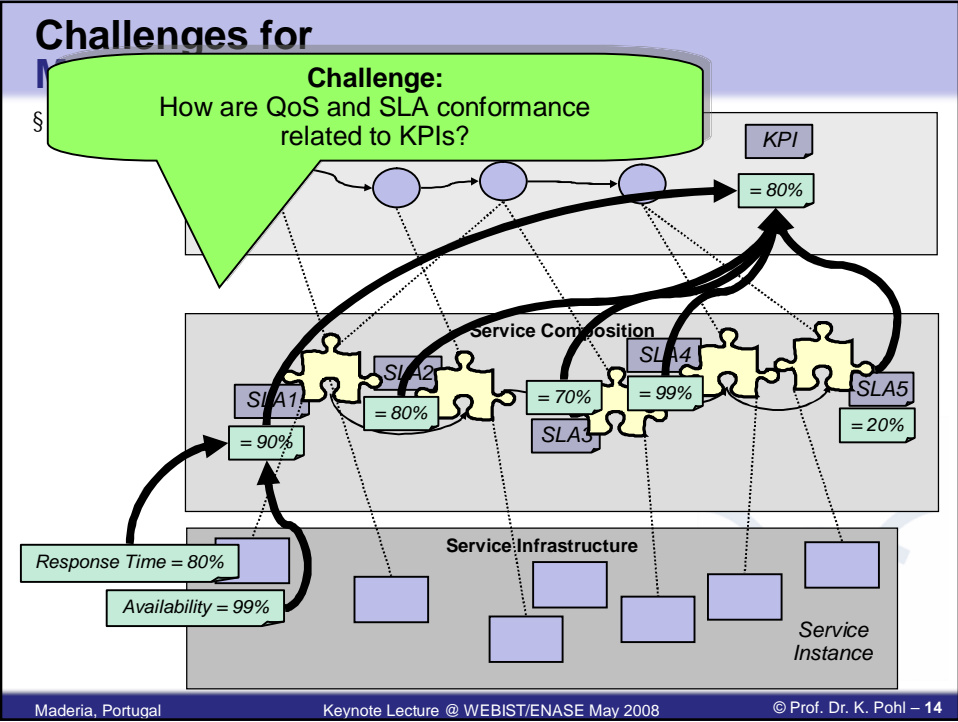 Challenges for
M
§
Challenge:
How are QoS and SLA conformance
related to KPIs?
KPI
= 80%
Service Composition
SLA1
= 90%
SLA2
= 80%
= 70%
SLA3
SLA4
= 99%
SLA5
= 20%
Service Infrastructure
Response Time = 80%
Availability = 99%
Service
Instance
Maderia, Portugal
Keynote Lecture @ WEBIST/ENASE May 2008
© Prof. Dr. K. Pohl – 14